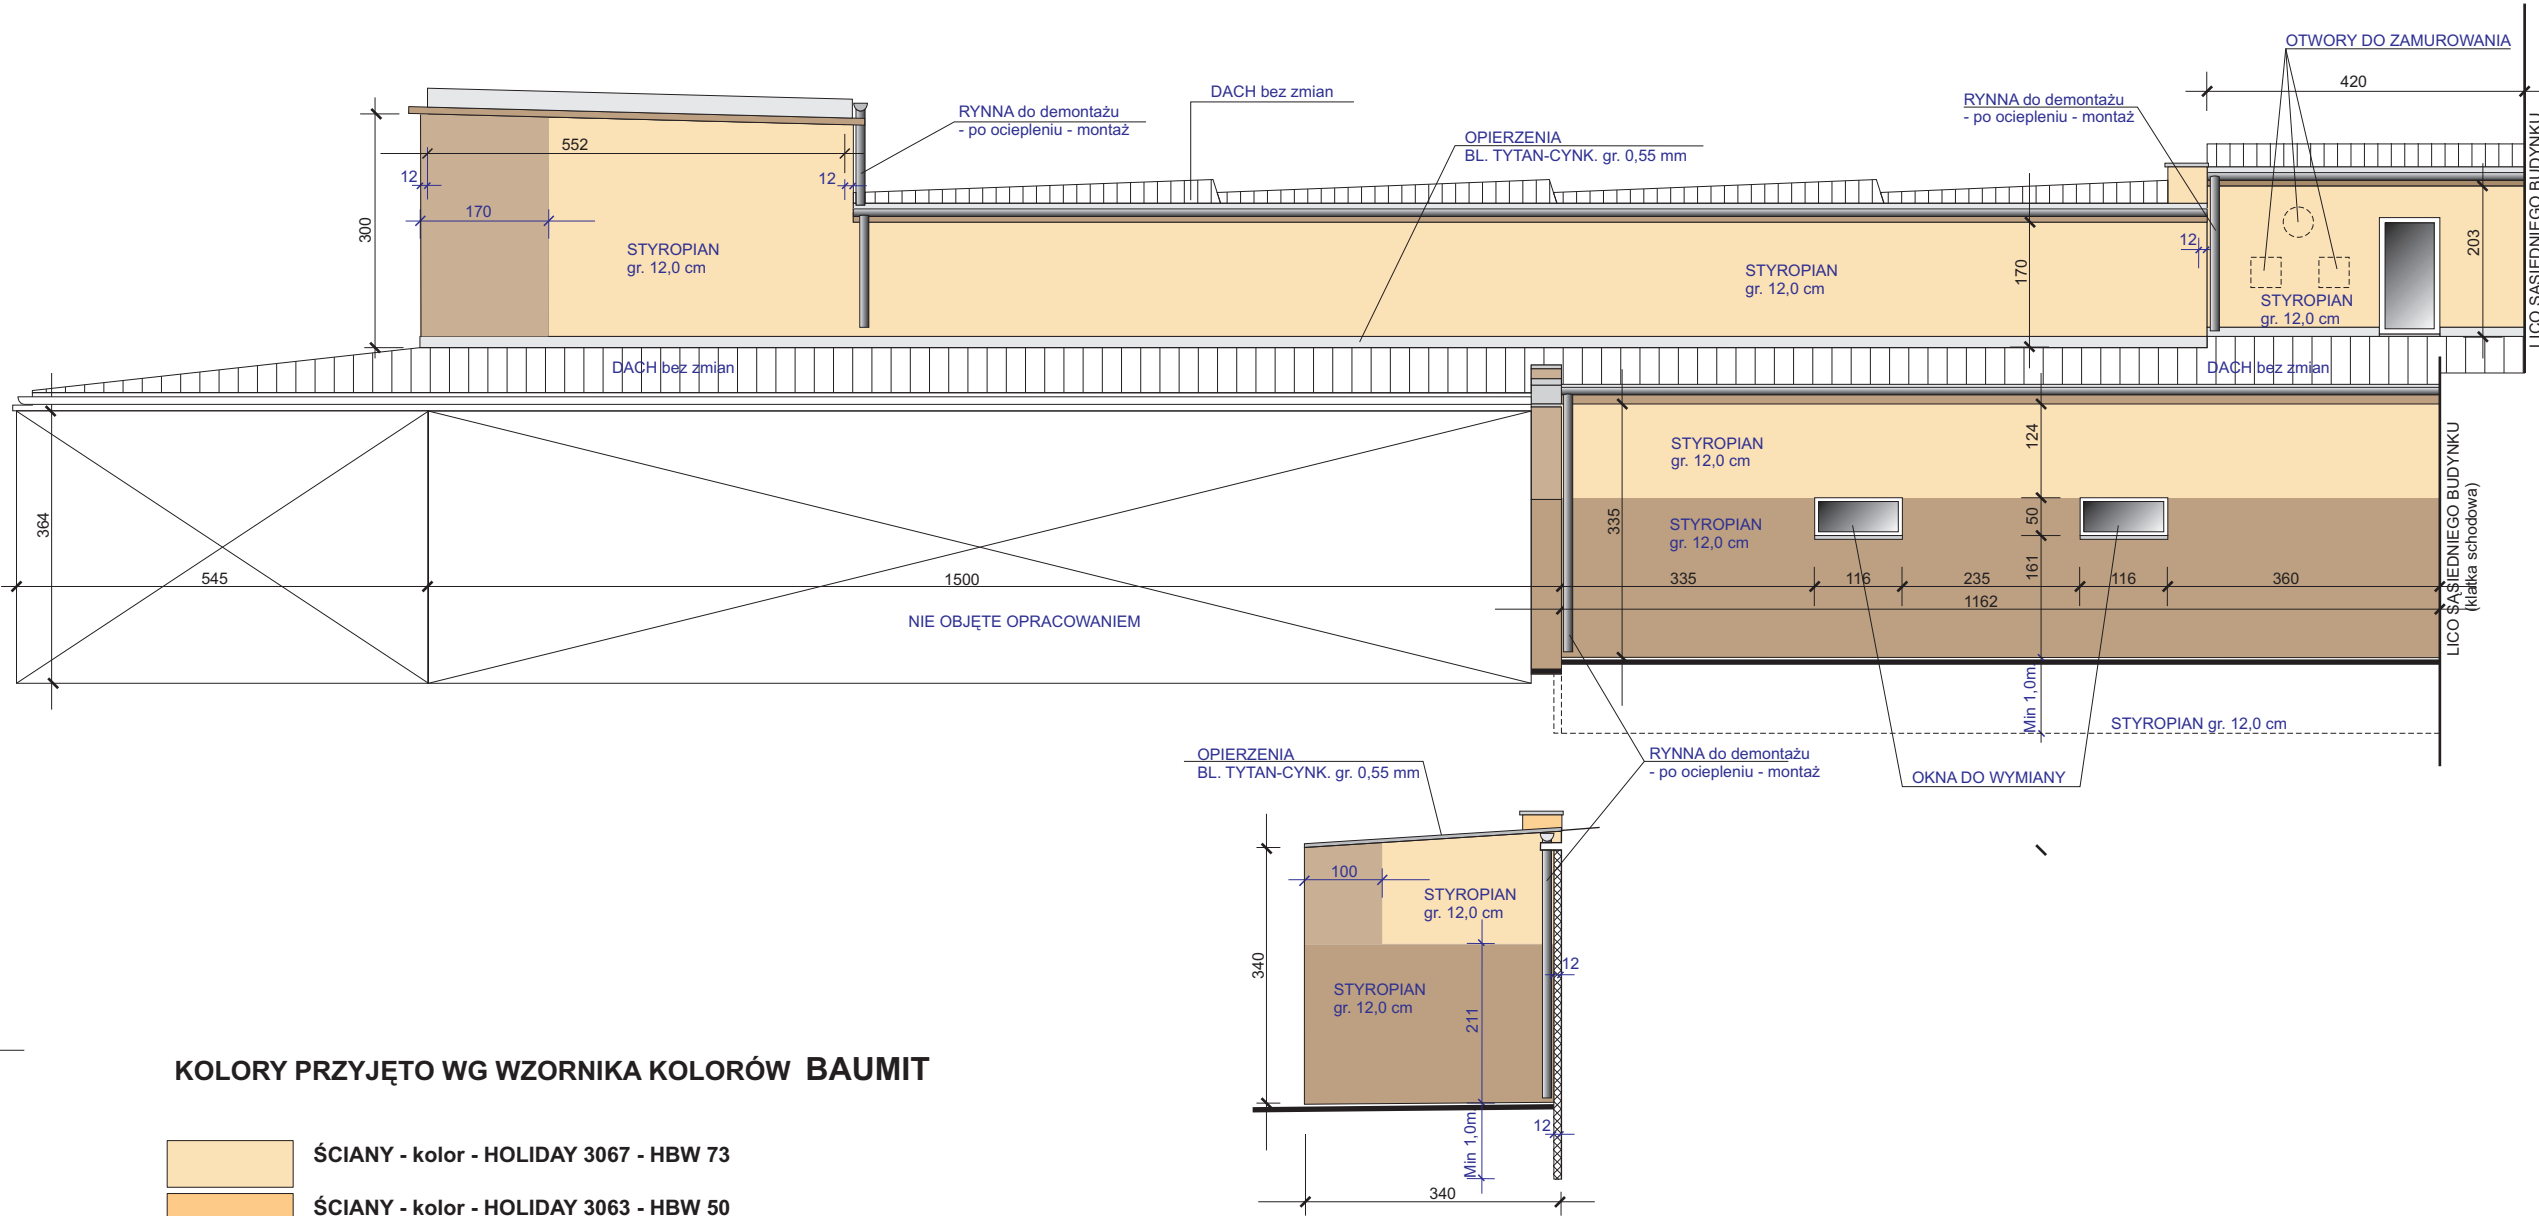 OTWORY DO ZAMUROWANIA
420
DACH bez zmian
RYNNA do demontażu
- po ociepleniu - montaż
RYNNA do demontażu
- po ociepleniu - montaż
OPIERZENIA
BL. TYTAN-CYNK. gr. 0,55 mm
552
12
12
170
300
STYROPIAN
gr. 12,0 cm
STYROPIAN
gr. 12,0 cm
170
12
203
STYROPIAN
gr. 12,0 cm
LICO SĄSIEDNIEGO BUDYNKU
DACH bez zmian
DACH bez zmian
STYROPIAN
gr. 12,0 cm
124
STYROPIAN
gr. 12,0 cm
335
50
161
364
545
1500
335
116
235
116
360
1162
NIE OBJĘTE OPRACOWANIEM
LICO SĄSIEDNIEGO BUDYNKU
(klatka schodowa)
Min 1,0m
STYROPIAN gr. 12,0 cm
OPIERZENIA
BL. TYTAN-CYNK. gr. 0,55 mm
RYNNA do demontażu
- po ociepleniu - montaż
OKNA DO WYMIANY
100
STYROPIAN
gr. 12,0 cm
340
12
STYROPIAN
gr. 12,0 cm
211
12
Min 1,0m
340
KOLORY PRZYJĘTO WG WZORNIKA KOLORÓW BAUMIT
ŚCIANY - kolor - HOLIDAY 3067 - HBW 73
ŚCIANY - kolor - HOLIDAY 3063 - HBW 50